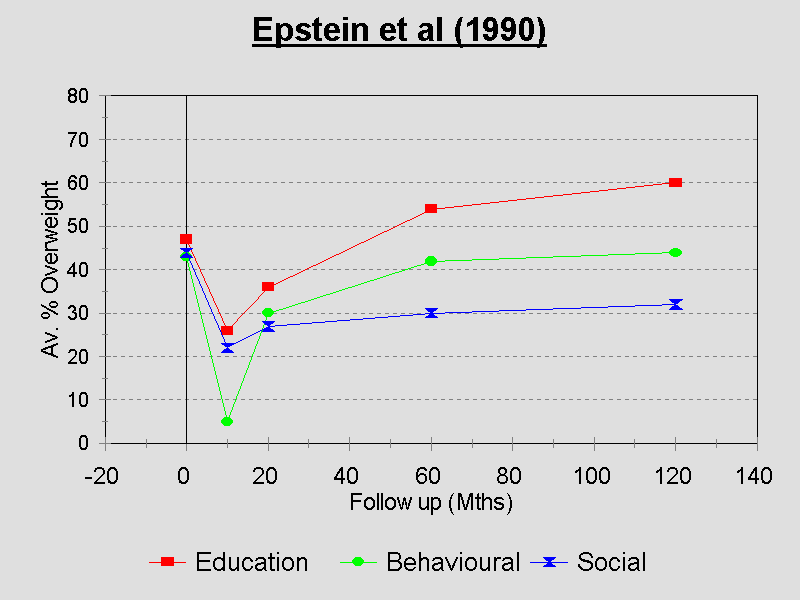 Epstein et al (1990)
80
70
60
50
40
30
20
10
0
Av. % Overweight
-20 0 20 40 60 80 100 120 140
Follow up (Mths)
Education Behavioural Social